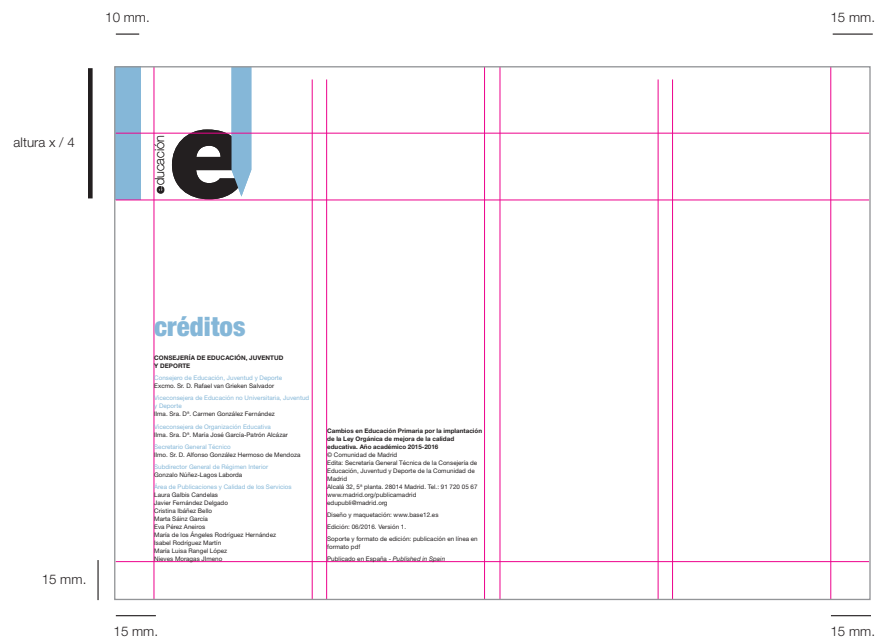 10 mm.
15 mm.
altura x / 4
educación
e
créditos
CONSEJERÍA DE EDUCACIÓN, JUVENTUD
Y DEPORTE
Consejero de Educación, Juventud y Deporte
Excmo. Sr. D. Rafael van Grieken Salvador
Viceconsejera de Educación no Universitaria, Juventud
y Deporte
Ilma. Sra. Dª. Carmen González Fernández
Viceconsejera de Organización Educativa
Ilma. Sra. Dª. María José García-Patrón Alcázar
Secretario General Técnico
Ilmo. Sr. D. Alfonso González Hermoso de Mendoza
Subdirector General de Régimen Interior
Gonzalo Núñez-Lagos Laborda
Área de Publicaciones y Calidad de los Servicios
Laura Galbis Candelas
Javier Fernández Delgado
Cristina Ibáñez Bello
Marta Sáinz García
Eva Pérez Aneiros
María de los Ángeles Rodríguez Hernández
Isabel Rodríguez Martín
María Luisa Rangel López
Nieves Moragas Jimeno
Cambios en Educación Primaria por la implantación
de la Ley Orgánica de mejora de la calidad
educativa. Año académico 2015-2016
© Comunidad de Madrid
Edita: Secretaría General Técnica de la Consejería de
Educación, Juventud y Deporte de la Comunidad de
Madrid
Alcalá 32, 5ª planta. 28014 Madrid. Tel.: 91 720 05 67
www.madrid.org/publicamadrid
edupubli@madrid.org
Diseño y maquetación: www.base12.es
Edición: 06/2016. Versión 1.
Soporte y formato de edición: publicación en línea en
formato pdf
Publicado en España - Published in Spain
15 mm.
15 mm.
15 mm.